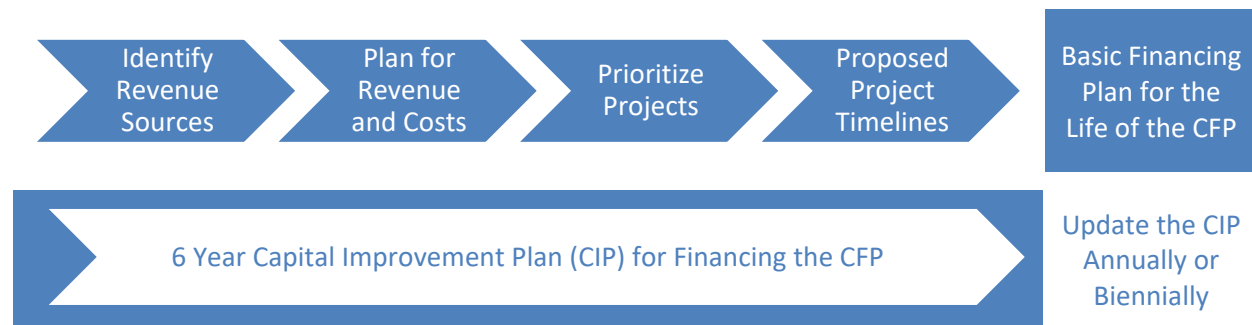 Identify
Revenue
Sources
Plan for
Revenue
and Costs
Prioritize
Projects
Proposed
Project
Timelines
Basic Financing
Plan for the
Life of the CFP
6 Year Capital Improvement Plan (CIP) for Financing the CFP
Update the CIP
Annually or
Biennially